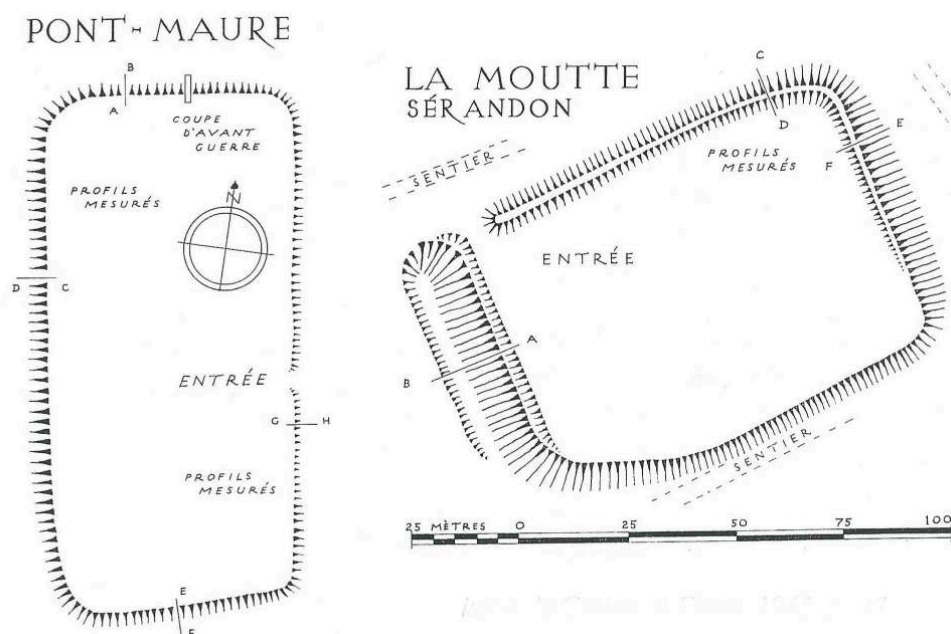 PONT-MAURE
B
A
COUPE
D'AVANT
GUERRE
PROFILS
MESURÉS
N
D C
ENTRÉE
G H
PROFILS
MESURÉS
E
F
LA MOUTTE
SÉRANDON
C
D
SENTIER
PROFILS
MESURÉS
E
F
ENTRÉE
A
B
SENTIER
25 MÈTRES 0 25 50 75 100